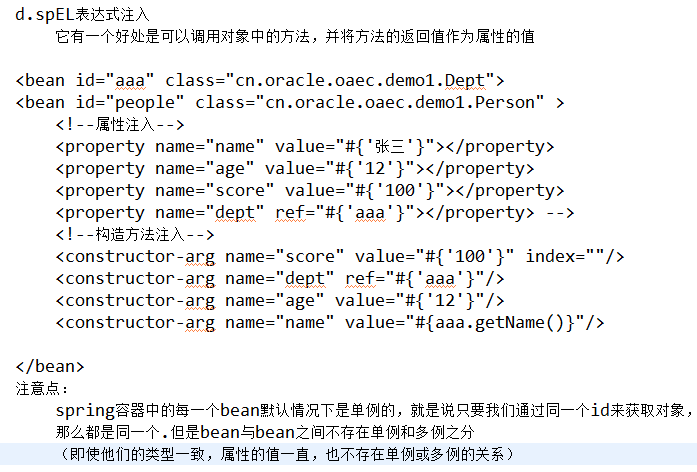 d.spEL表达式注入
它有一个好处是可以调用对象中的方法，并将方法的返回值作为属性的值
<bean id="aaa" class="cn.oracle.oaec.demo1.Dept">
<bean id="people" class="cn.oracle.oaec.demo1.Person" >
<!--属性注入-->
<property name="name" value="#{'张三'}"></property>
<property name="age" value="#{'12'}"></property>
<property name="score" value="#{'100'}"></property>
<property name="dept" ref="#{'aaa'}"></property> -->
<!--构造方法注入-->
<constructor-arg name="score" value="#{'100'}" index=""/>
<constructor-arg name="dept" ref="#{'aaa'}"/>
<constructor-arg name="age" value="#{'12'}"/>
<constructor-arg name="name" value="#{aaa.getName()}"/>
</bean>
注意点：
spring容器中的每一个bean默认情况下是单例的，就是说只要我们通过同一个id来获取对象，
那么都是同一个.但是bean与bean之间不存在单例和多例之分
（即使他们的类型一致，属性的值一直，也不存在单例或多例的关系）